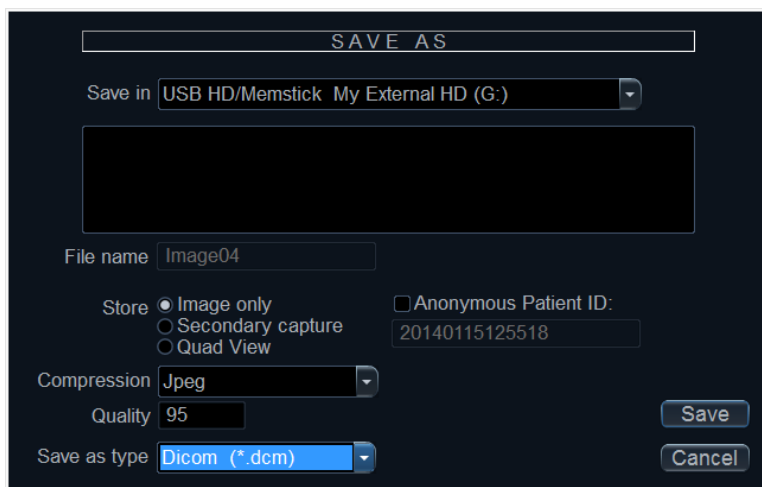 SAVE AS
Save in USB HD/Memstick My External HD (G:)
File name Image04
Store Image only Anonymous Patient ID:
Secondary capture 20140115125518
Quad View
Compression Jpeg
Quality 95 Save
Save as type Dicom (*.dcm) Cancel